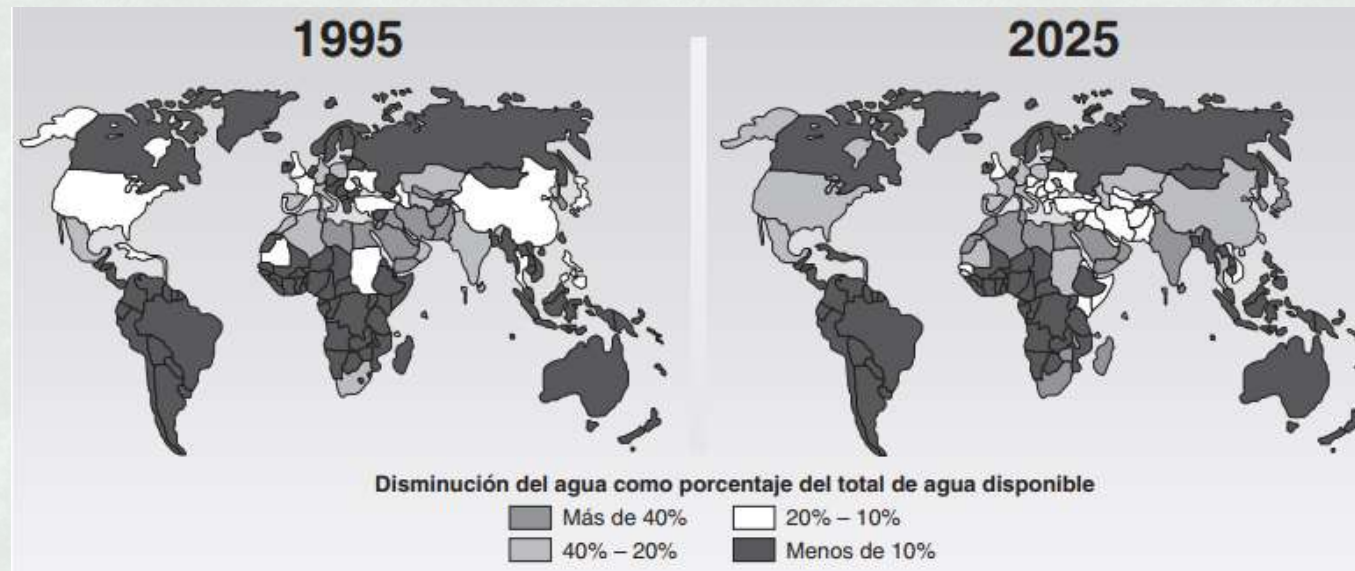 1995
2025
Disminución del agua como porcentaje del total de agua disponible
Más de 40%
20% – 10%
40% – 20%
Menos de 10%